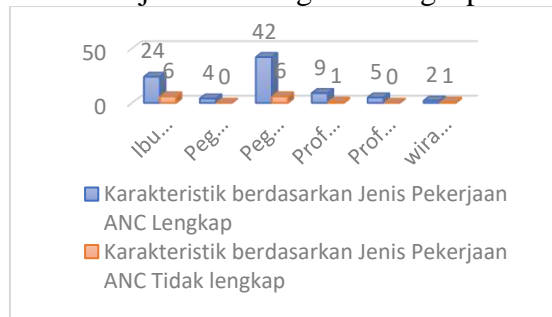 50
0
24
6
4
0
42
6
9
1
5
0
2
1
Ibu...
Peg...
Peg...
Prof...
Prof...
wira...
Karakteristik berdasarkan Jenis Pekerjaan
ANC Lengkap
Karakteristik berdasarkan Jenis Pekerjaan
ANC Tidak lengkap